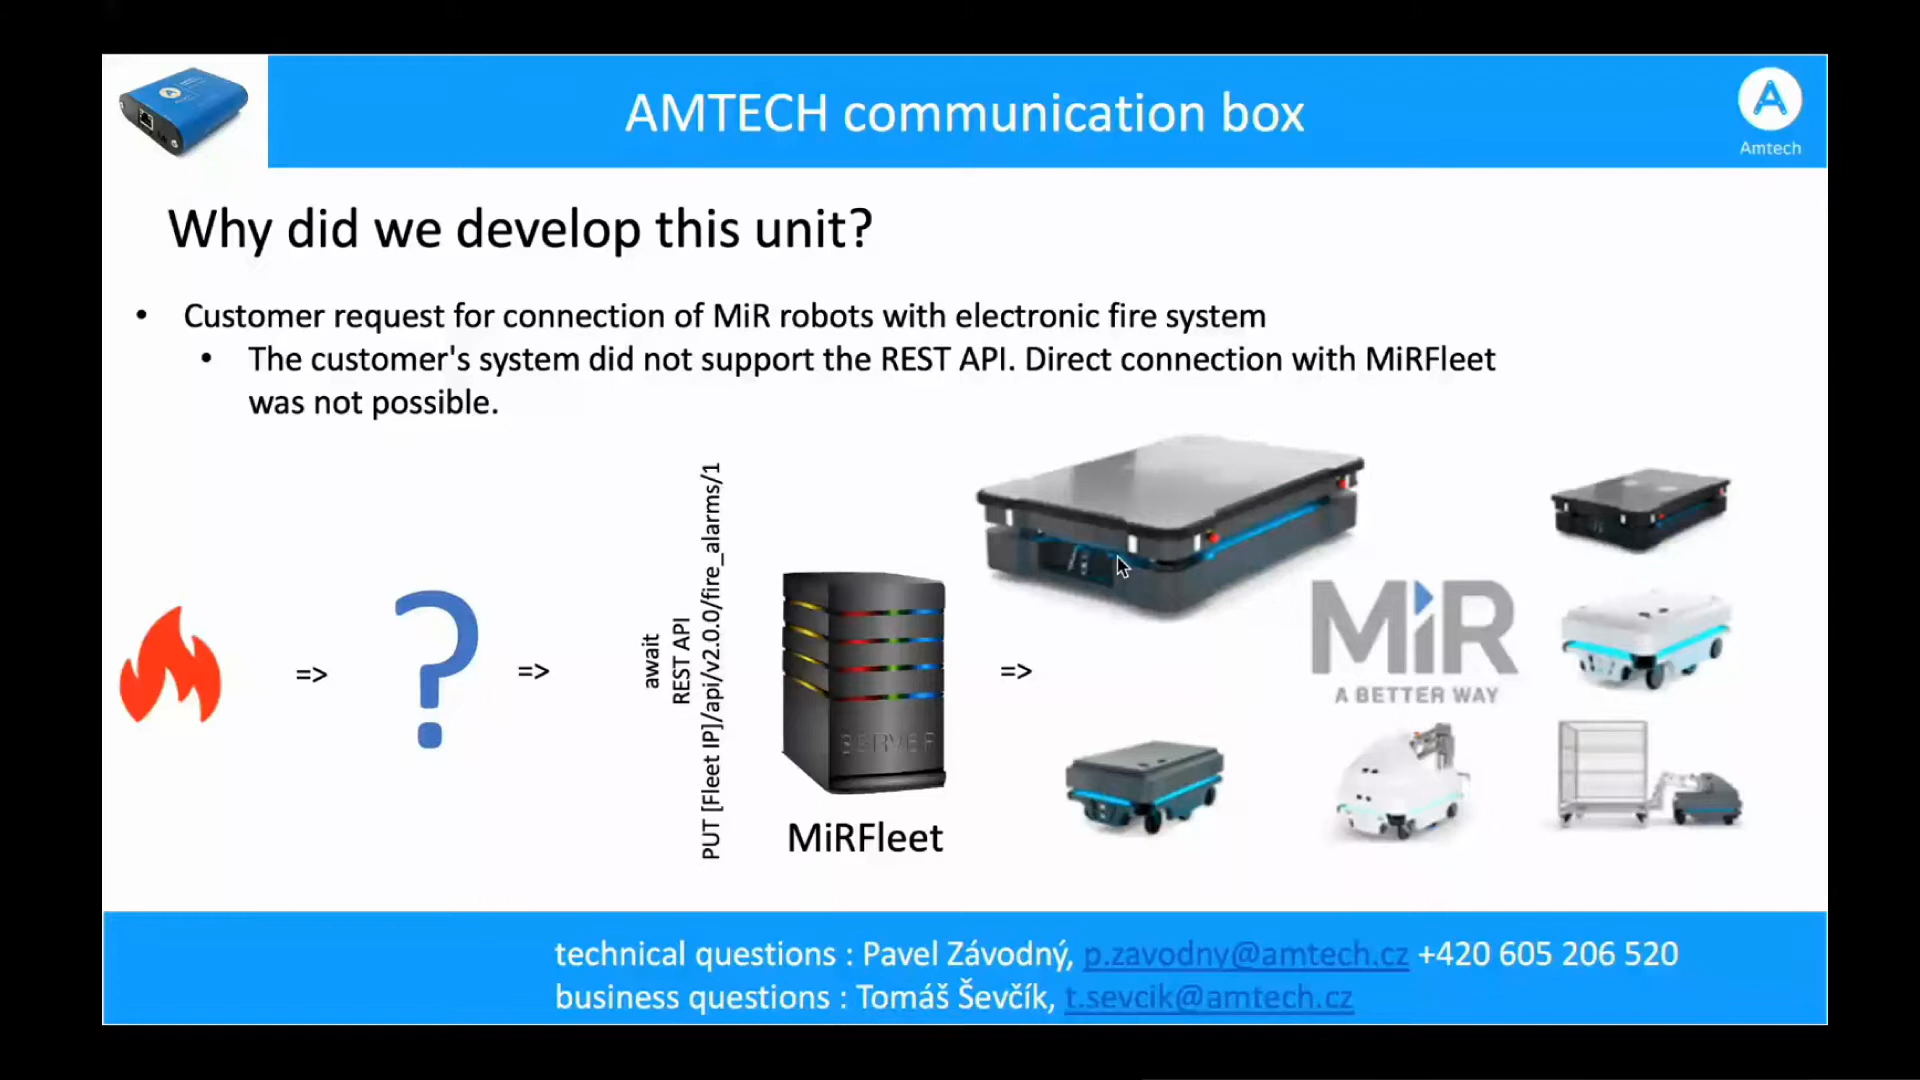 AMTECH communication box
A
Amtech
Why did we develop this unit?
• Customer request for connection of MiR robots with electronic fire system
• The customer's system did not support the REST API. Direct connection with MiRFleet
was not possible.
=>
?
=>
await
REST API
PUT [Fleet IP]/api/v2.0.0/fire_alarms/1
SERVER
MiRFleet
=>
MiR
A BETTER WAY
technical questions : Pavel Závodný, p.zavodny@amtech.cz +420 605 206 520
business questions : Tomáš Ševčík, t.sevcik@amtech.cz